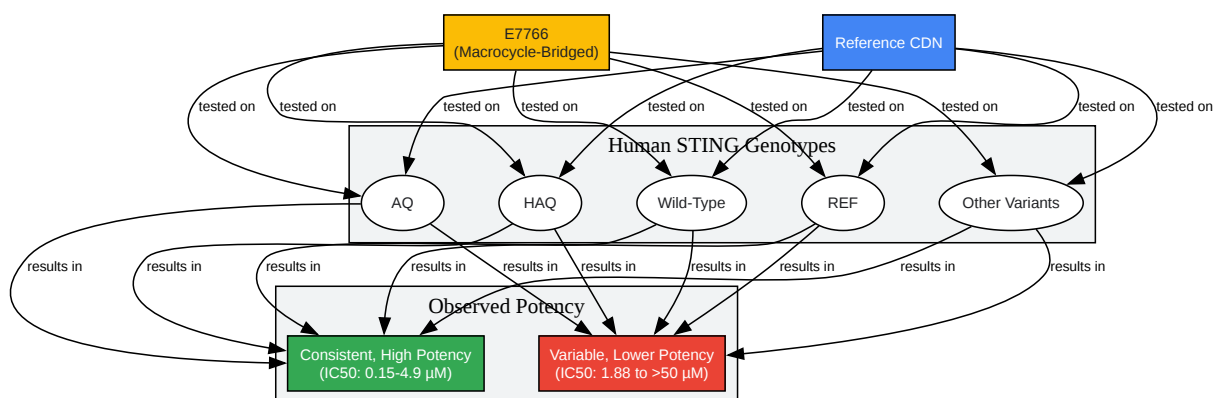 E7766
(Macrocycle-Bridged)
Reference CDN
tested on
tested on
tested on
tested on
tested on
tested on
tested on
tested on
tested on
tested on
Human STING Genotypes
AQ
HAQ
Wild-Type
REF
Other Variants
results in
results in
results in
results in
results in
results in
results in
results in
results in
results in
Observed Potency
Consistent, High Potency
(IC50: 0.15-4.9 µM)
Variable, Lower Potency
(IC50: 1.88 to >50 µM)